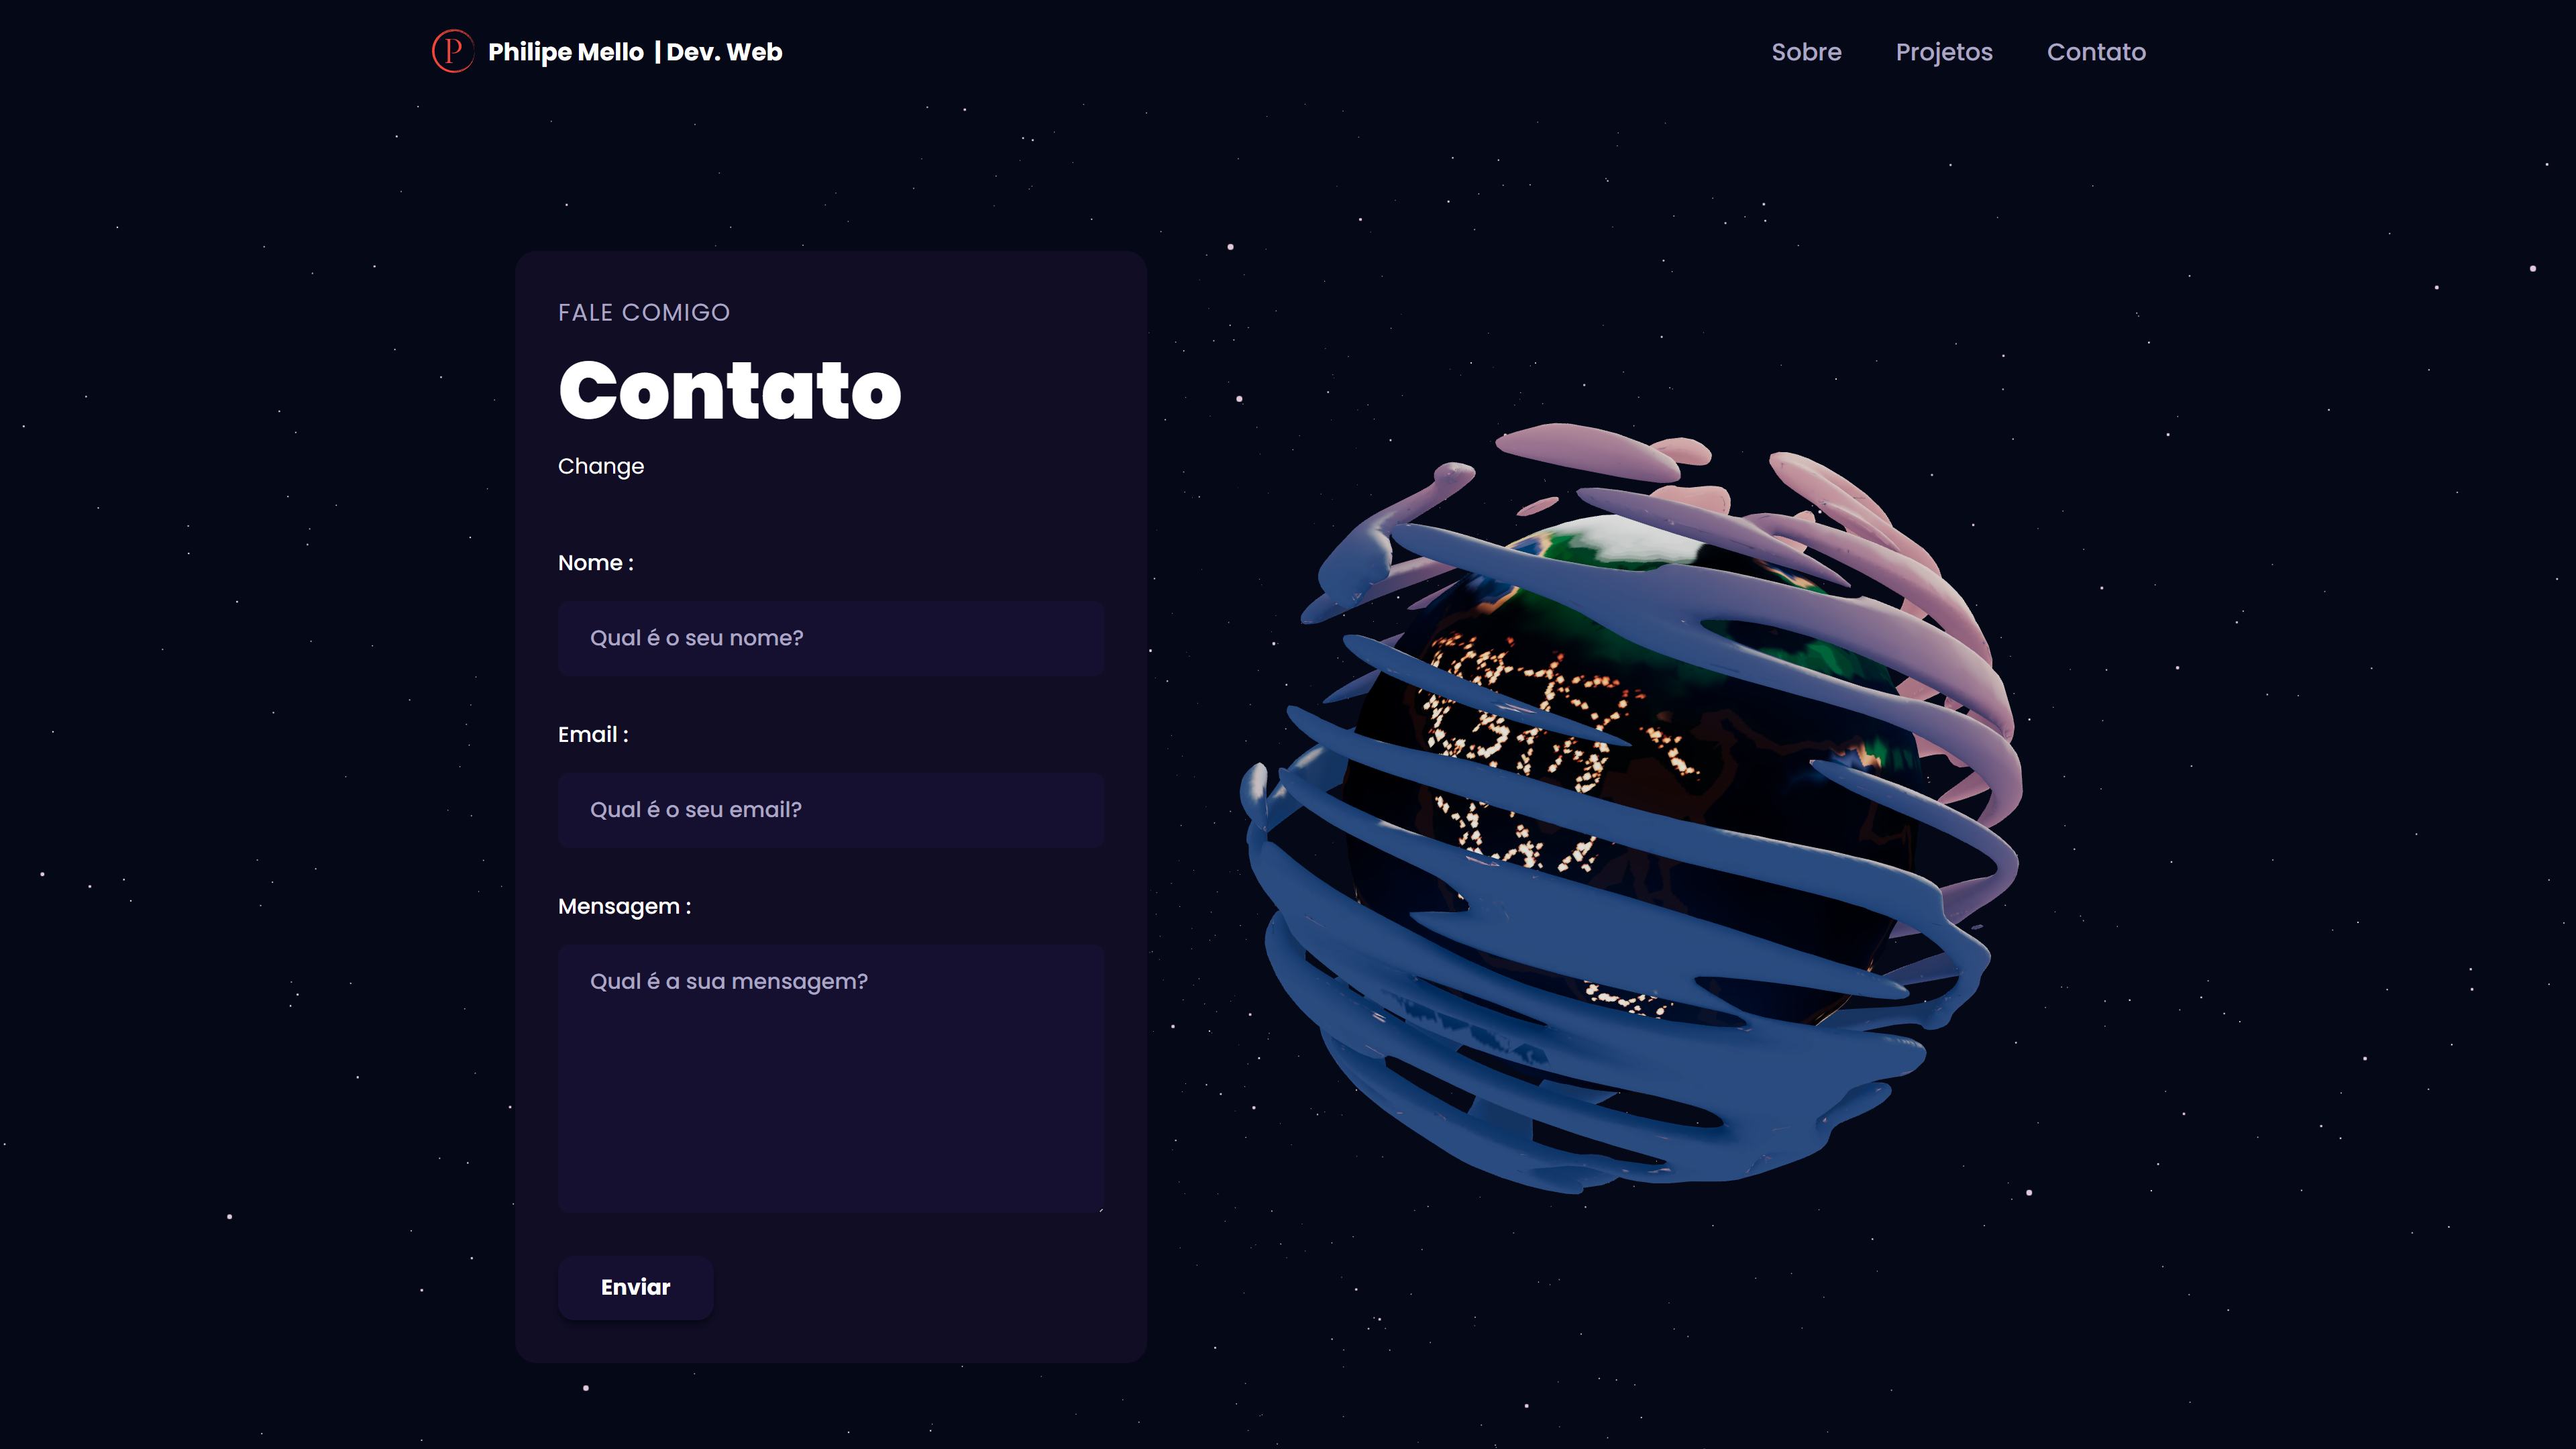 P
Philipe Mello | Dev. Web
Sobre
Projetos
Contato
FALE COMIGO
Contato
Change
Nome :
Qual é o seu nome?
Email :
Qual é o seu email?
Mensagem :
Qual é a sua mensagem?
Enviar